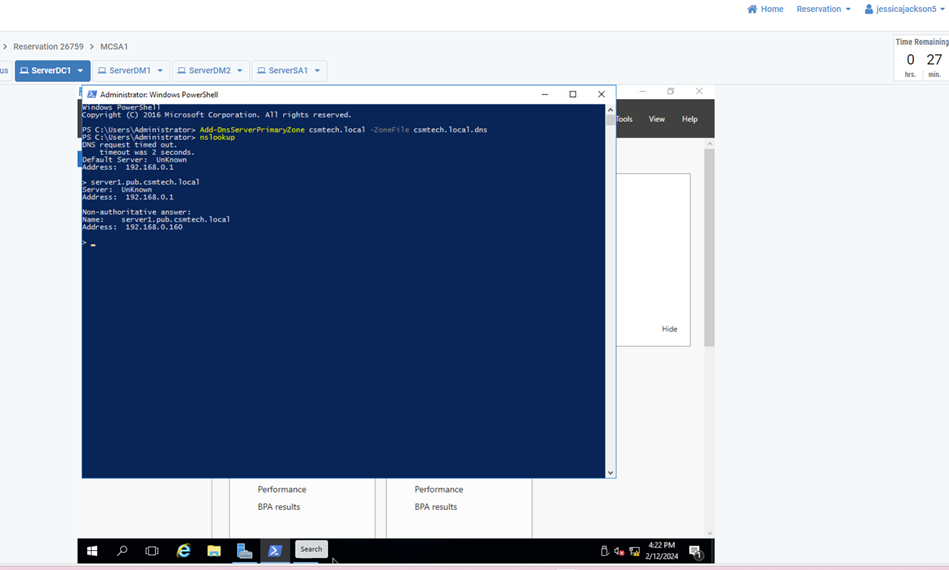 Home Reservation jessicajackson5
Reservation 26759 > MCSA1
Time Remaining
us ServerDC1 ServerDM1 ServerDM2 ServerSA1
0 27
hrs. min.
Administrator: Windows PowerShell
Windows PowerShell
Copyright (C) 2016 Microsoft Corporation. All rights reserved.
Tools View Help
PS C:\Users\Administrator> Add-DnsServerPrimaryZone csmtech.local -ZoneFile csmtech.local.dns
PS C:\Users\Administrator> nslookup
DNS request timed out.
timeout was 2 seconds.
Default Server: UnKnown
Address: 192.168.0.1
> server1.pub.csmtech.local
Server: UnKnown
Address: 192.168.0.1
Non-authoritative answer:
Name: server1.pub.csmtech.local
Address: 192.168.0.160
>
Hide
Performance Performance
BPA results BPA results
Search
4:22 PM
2/12/2024
1